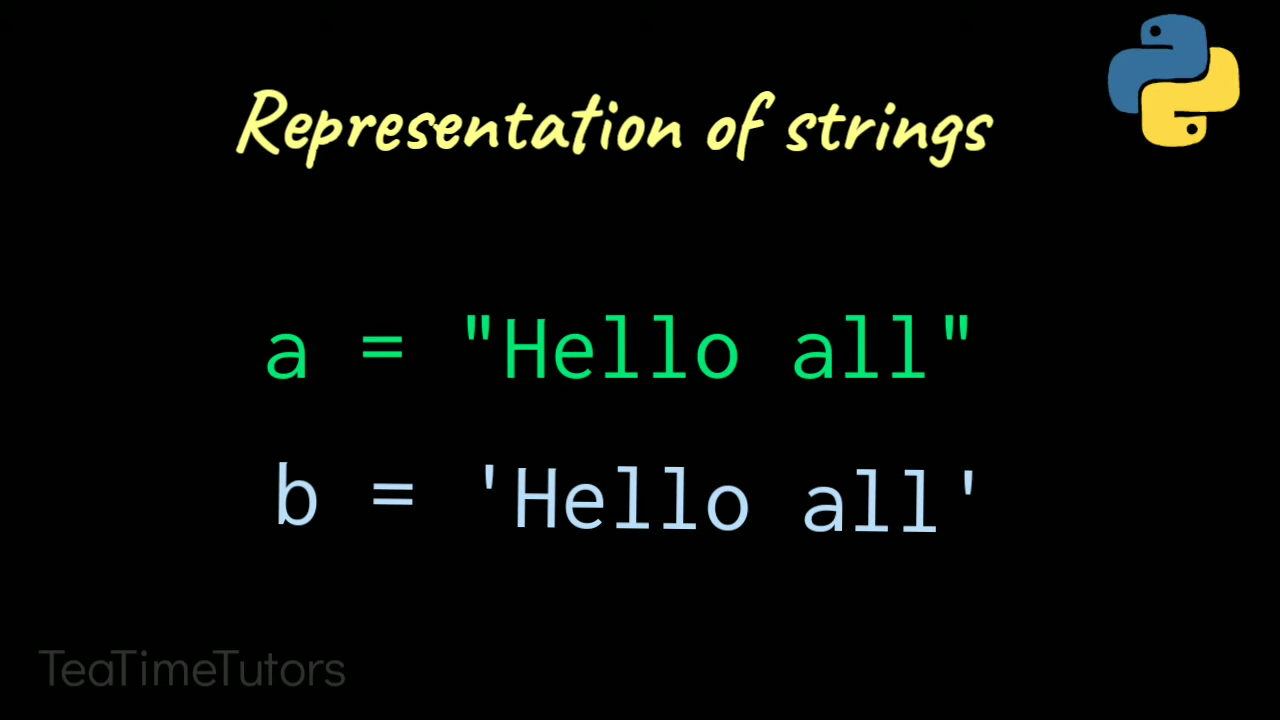 Representation of strings
a = "Hello all"
b = 'Hello all'
TeaTimeTutors